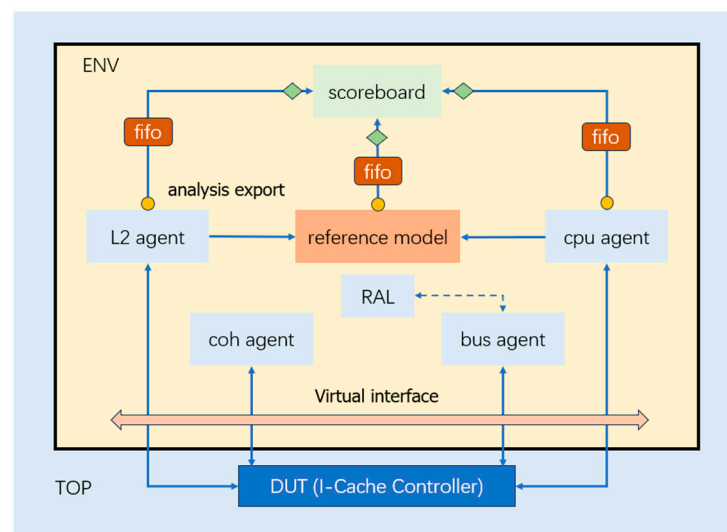 ENV
scoreboard
fifo
fifo
fifo
analysis export
L2 agent
reference model
cpu agent
RAL
coh agent
bus agent
Virtual interface
TOP
DUT (I-Cache Controller)